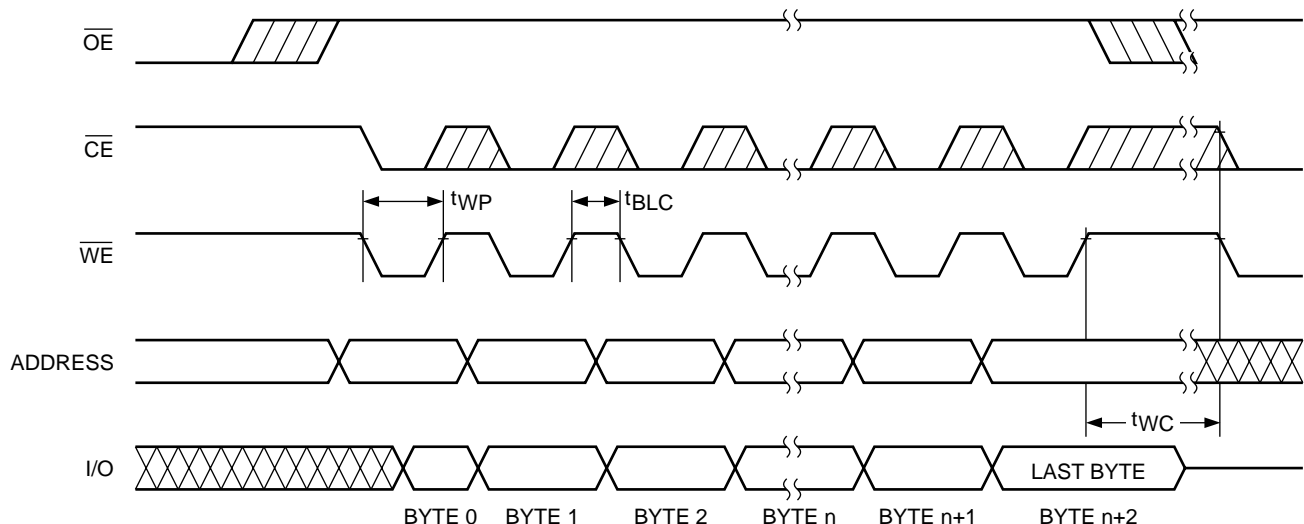 OE
CE
tWP
tBLC
WE
ADDRESS
tWC
I/O
LAST BYTE
BYTE 0 BYTE 1 BYTE 2 BYTE n BYTE n+1 BYTE n+2